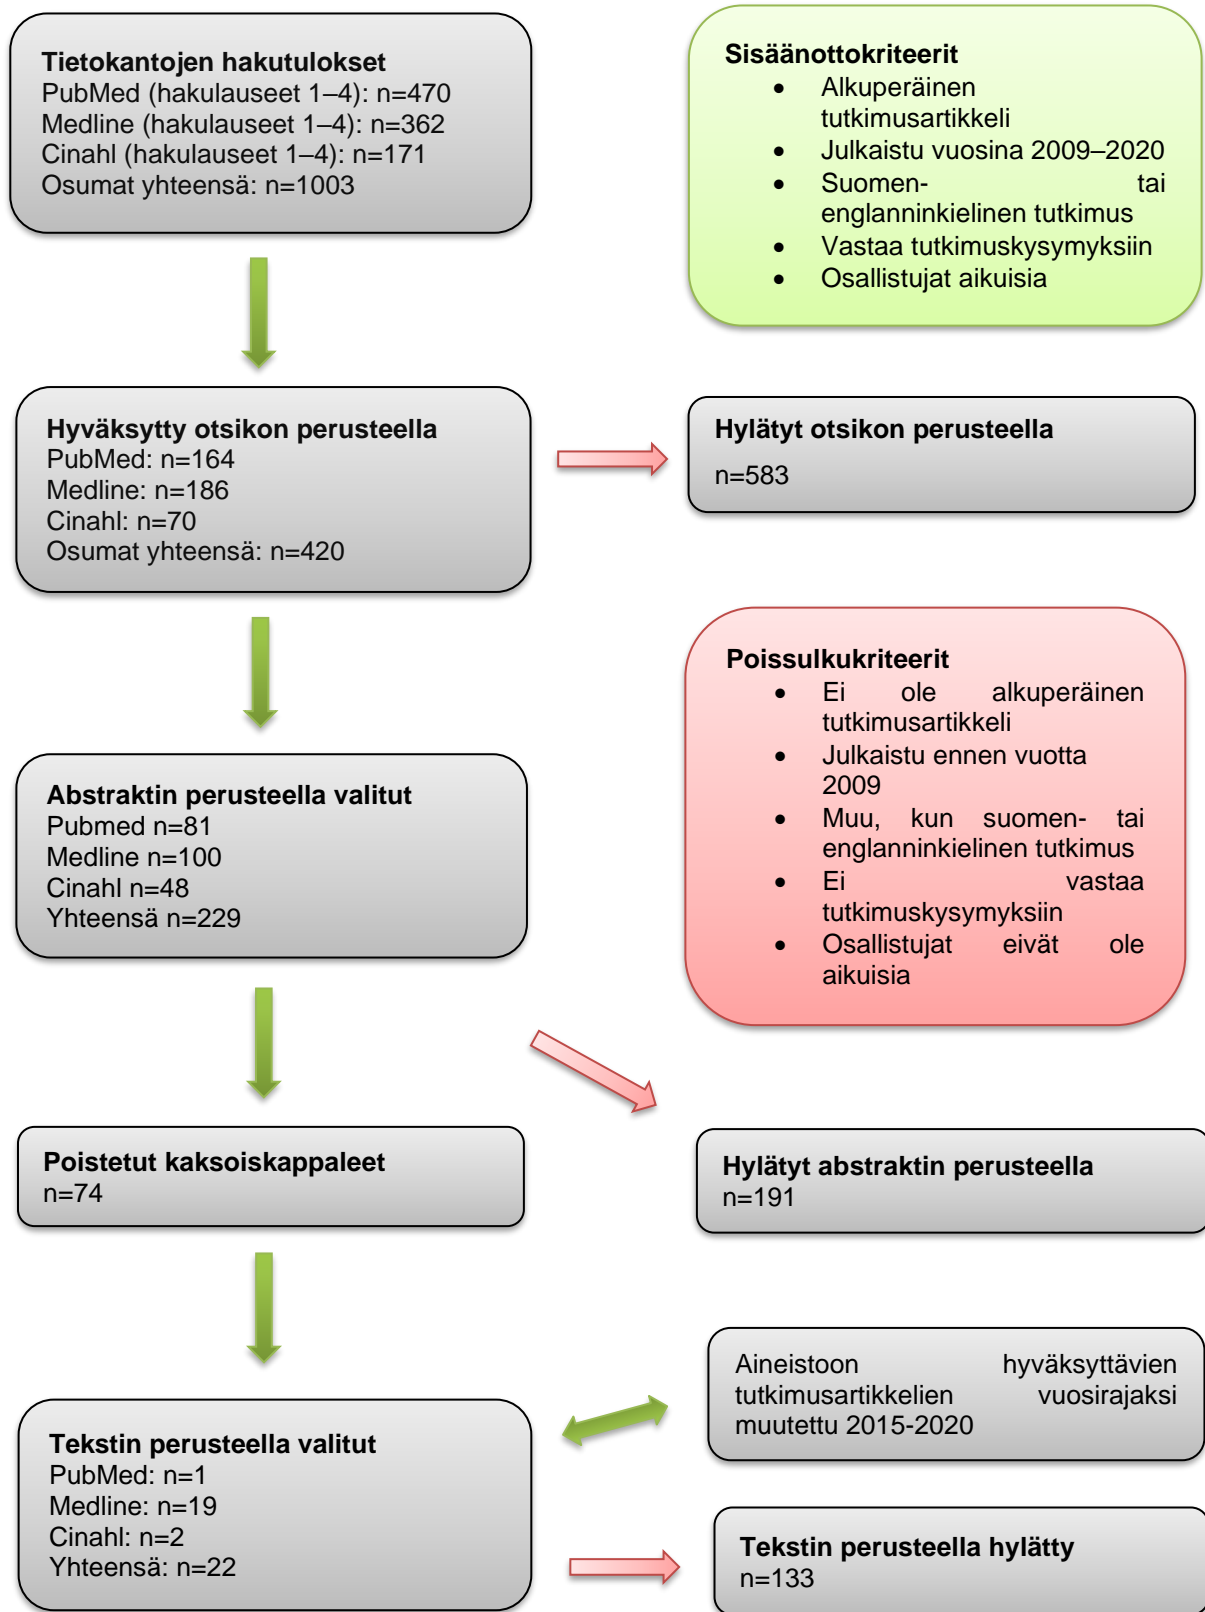 Tietokantojen hakutulokset
PubMed (hakulauseet 1–4): n=470
Medline (hakulauseet 1–4): n=362
Cinahl (hakulauseet 1–4): n=171
Osumat yhteensä: n=1003
Sisäänottokriteerit
• Alkuperäinen
tutkimusartikkeli
• Julkaistu vuosina 2009–2020
• Suomen- tai
englanninkielinen tutkimus
• Vastaa tutkimuskysymyksiin
• Osallistujat aikuisia
Hyväksytty otsikon perusteella
PubMed: n=164
Medline: n=186
Cinahl: n=70
Osumat yhteensä: n=420
Hylätyt otsikon perusteella
n=583
Poissulkukriteerit
• Ei ole alkuperäinen
tutkimusartikkeli
• Julkaistu ennen vuotta
2009
• Muu, kun suomen- tai
englanninkielinen tutkimus
• Ei vastaa
tutkimuskysymyksiin
• Osallistujat eivät ole
aikuisia
Abstraktin perusteella valitut
Pubmed n=81
Medline n=100
Cinahl n=48
Yhteensä n=229
Poistetut kaksoiskappaleet
n=74
Hylätyt abstraktin perusteella
n=191
Aineistoon hyväksyttävien
tutkimusartikkelien vuosirajaksi
muutettu 2015-2020
Tekstin perusteella valitut
PubMed: n=1
Medline: n=19
Cinahl: n=2
Yhteensä: n=22
Tekstin perusteella hylätty
n=133